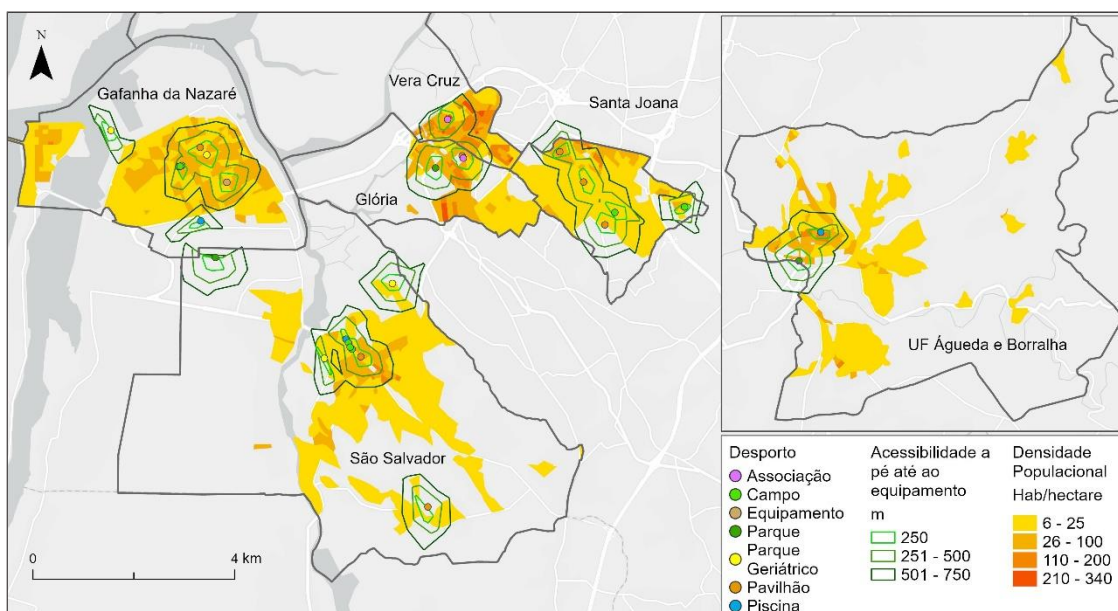 N
Gafanha da Nazaré
Vera Cruz
Santa Joana
Glória
São Salvador
0 4 km
UF Águeda e Borralha
Desporto
Associação
Campo
Equipamento
Parque
Parque
Geriátrico
Pavilhão
Piscina
Acessibilidade a
pé até ao
equipamento
m
250
251 - 500
501 - 750
Densidade
Populacional
Hab/hectare
6 - 25
26 - 100
110 - 200
210 - 340